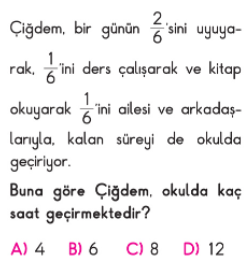 Çiğdem, bir günün 2/6 'sini uyuya-
rak, 1/6 'ini ders çalışarak ve kitap
okuyarak 1/6 'ini ailesi ve arkadaş-
larıyla, kalan süreyi de okulda
geçiriyor.
Buna göre Çiğdem, okulda kaç
saat geçirmektedir?
A) 4 B) 6 C) 8 D) 12